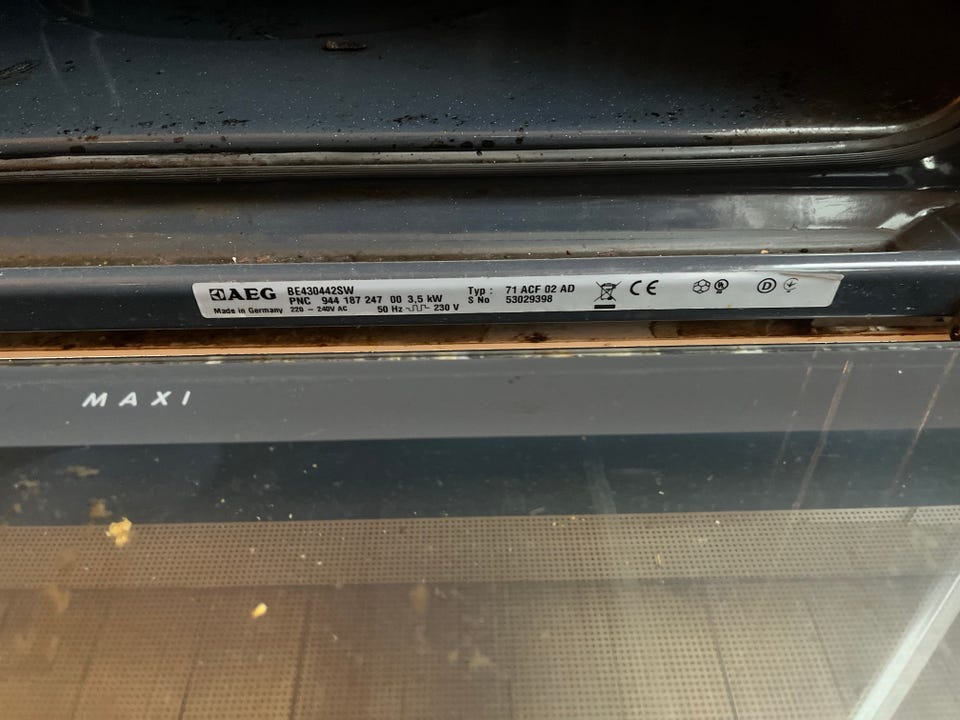 AEG BE430442SW Typ : 71 ACF 02 AD CE D
PNC 944 187 247 00 3,5 kW S No 53029398
Made in Germany 220 - 240V AC 50 Hz 230 V
MAXI